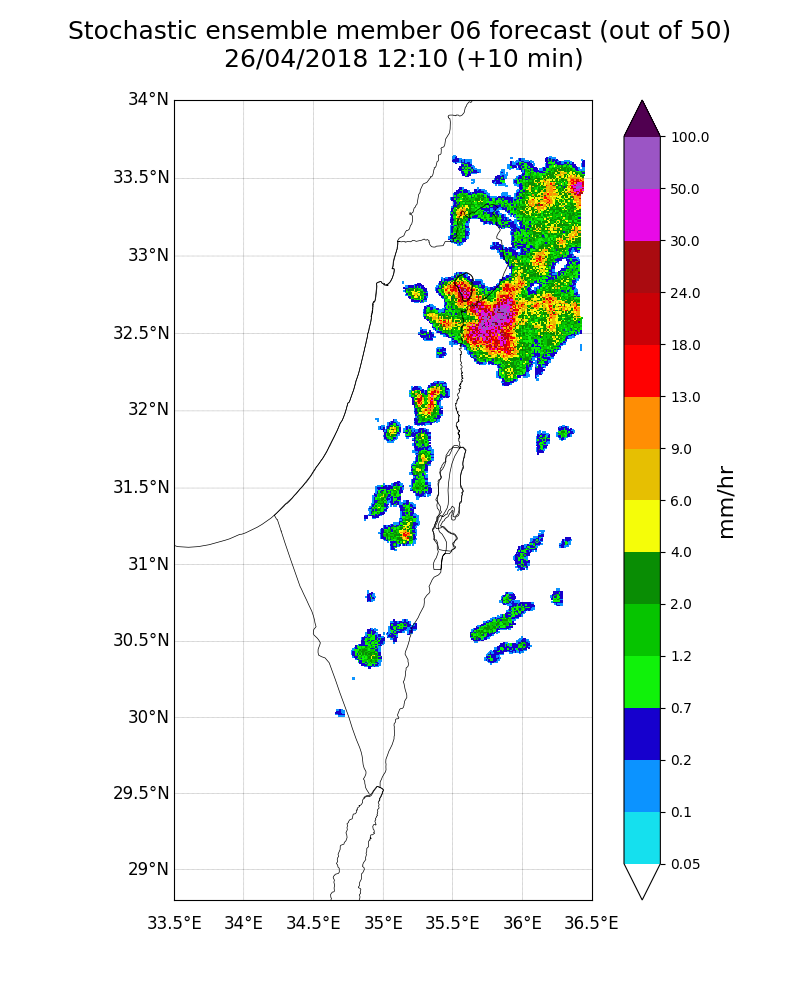 Stochastic ensemble member 06 forecast (out of 50)
26/04/2018 12:10 (+10 min)
34°N
33.5°N
33°N
32.5°N
32°N
31.5°N
31°N
30.5°N
30°N
29.5°N
29°N
33.5°E 34°E 34.5°E 35°E 35.5°E 36°E 36.5°E
100.0
50.0
30.0
24.0
18.0
13.0
9.0
6.0
4.0
2.0
1.2
0.7
0.2
0.1
0.05
mm/hr